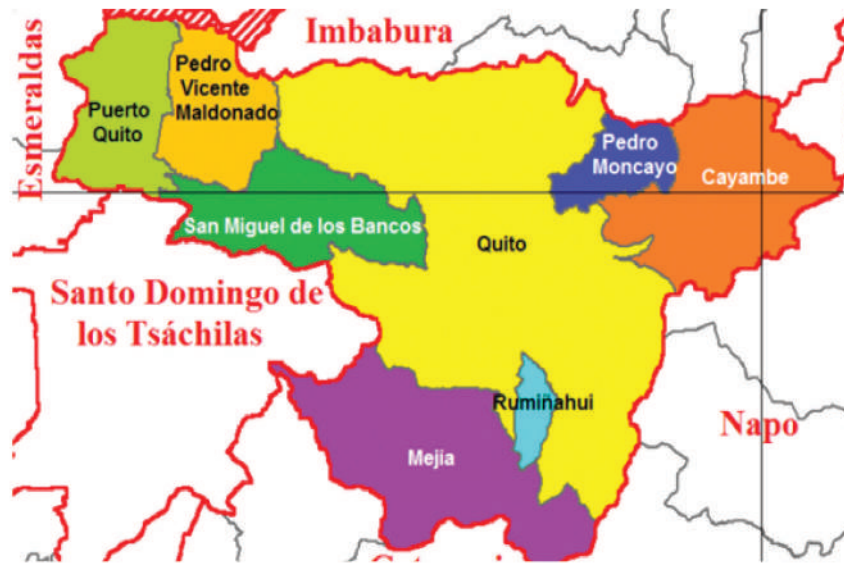 Imbabura
Esmeraldas
Pedro
Vicente
Maldonado
Puerto
Quito
Pedro
Moncayo
Cayambe
San Miguel de los Bancos
Quito
Santo Domingo de
los Tsáchilas
Rumiñahui
Napo
Mejia